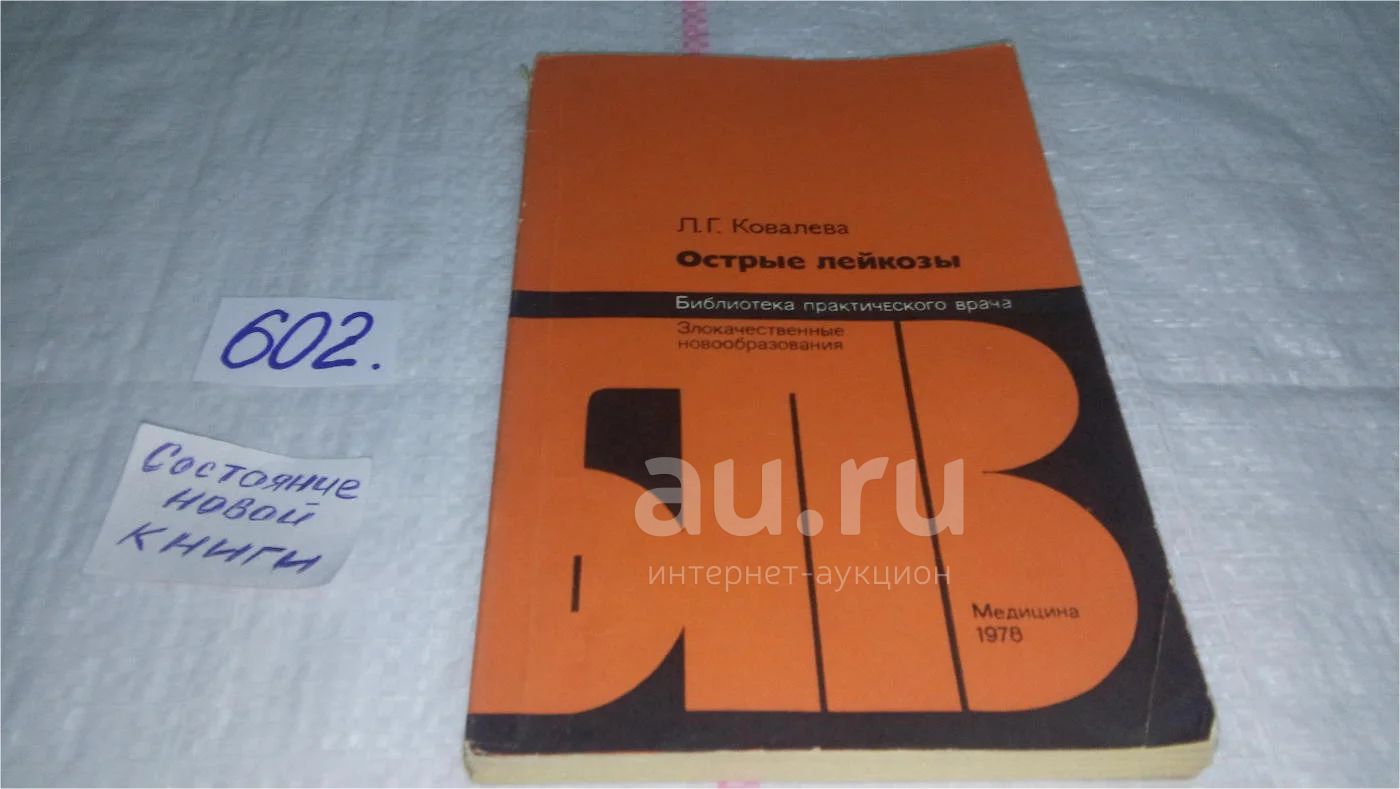 Л.Г. Ковалева
Острые лейкозы
Библиотека практического врача
Злокачественные
новообразования
БПВ
Медицина
1978
602.
Состояние
новой
книги
au.ru
интернет-аукцион